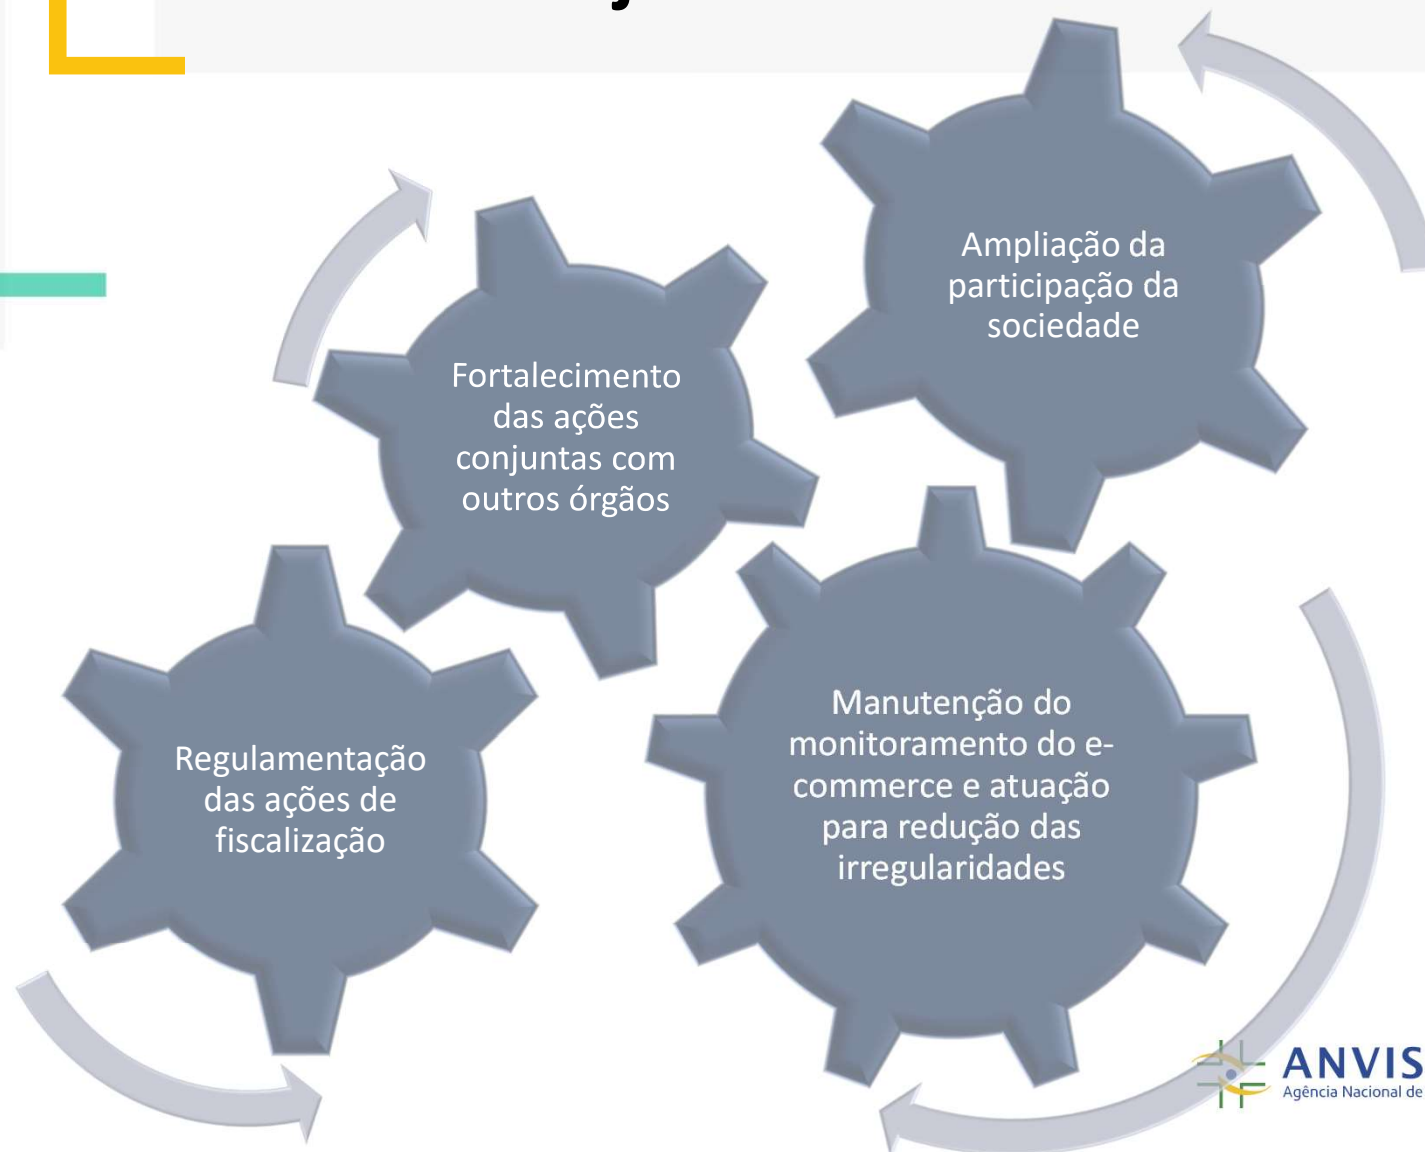 Ampliação da
participação da
sociedade
Fortalecimento
das ações
conjuntas com
outros órgãos
Manutenção do
monitoramento do e-
commerce e atuação
para redução das
irregularidades
Regulamentação
das ações de
fiscalização
ANVIS
Agência Nacional de